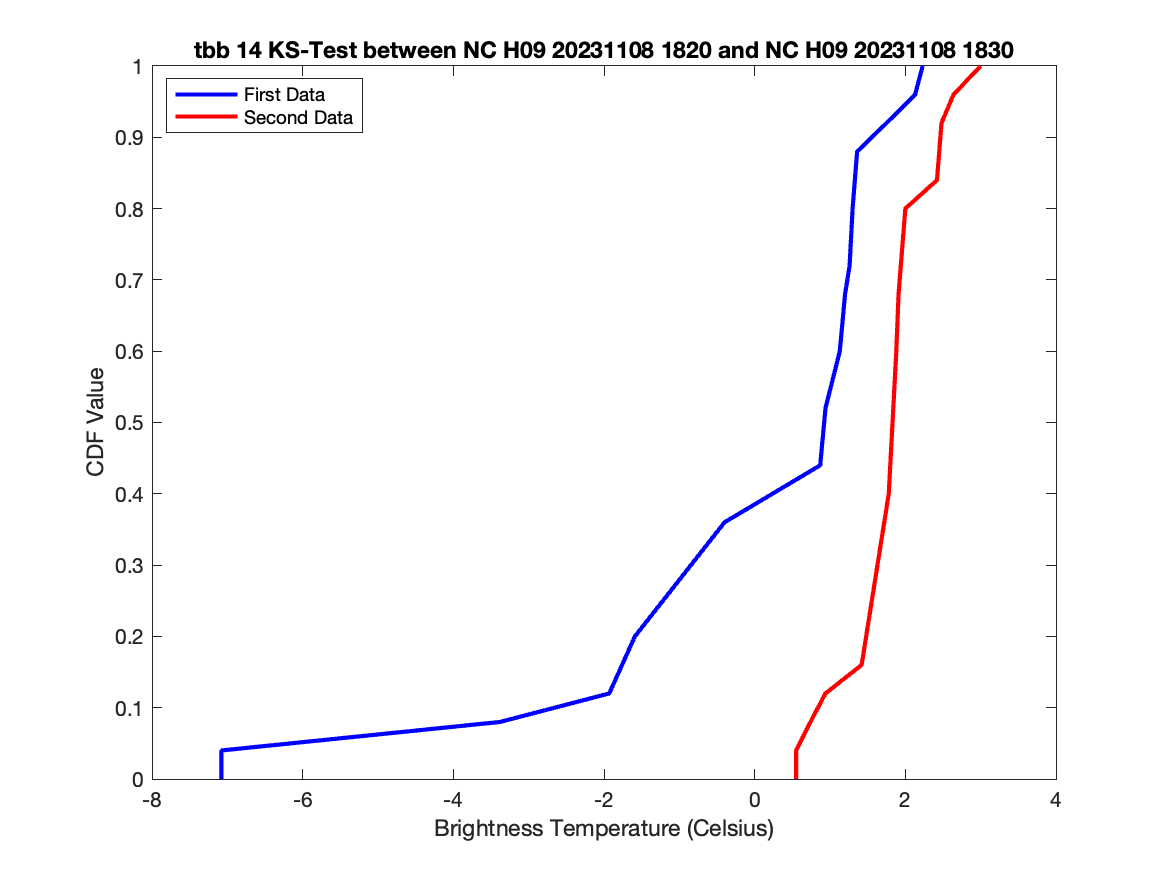 tbb 14 KS-Test between NC H09 20231108 1820 and NC H09 20231108 1830
First Data
Second Data
1
0.9
0.8
0.7
0.6
0.5
0.4
0.3
0.2
0.1
0
CDF Value
-8 -6 -4 -2 0 2 4
Brightness Temperature (Celsius)